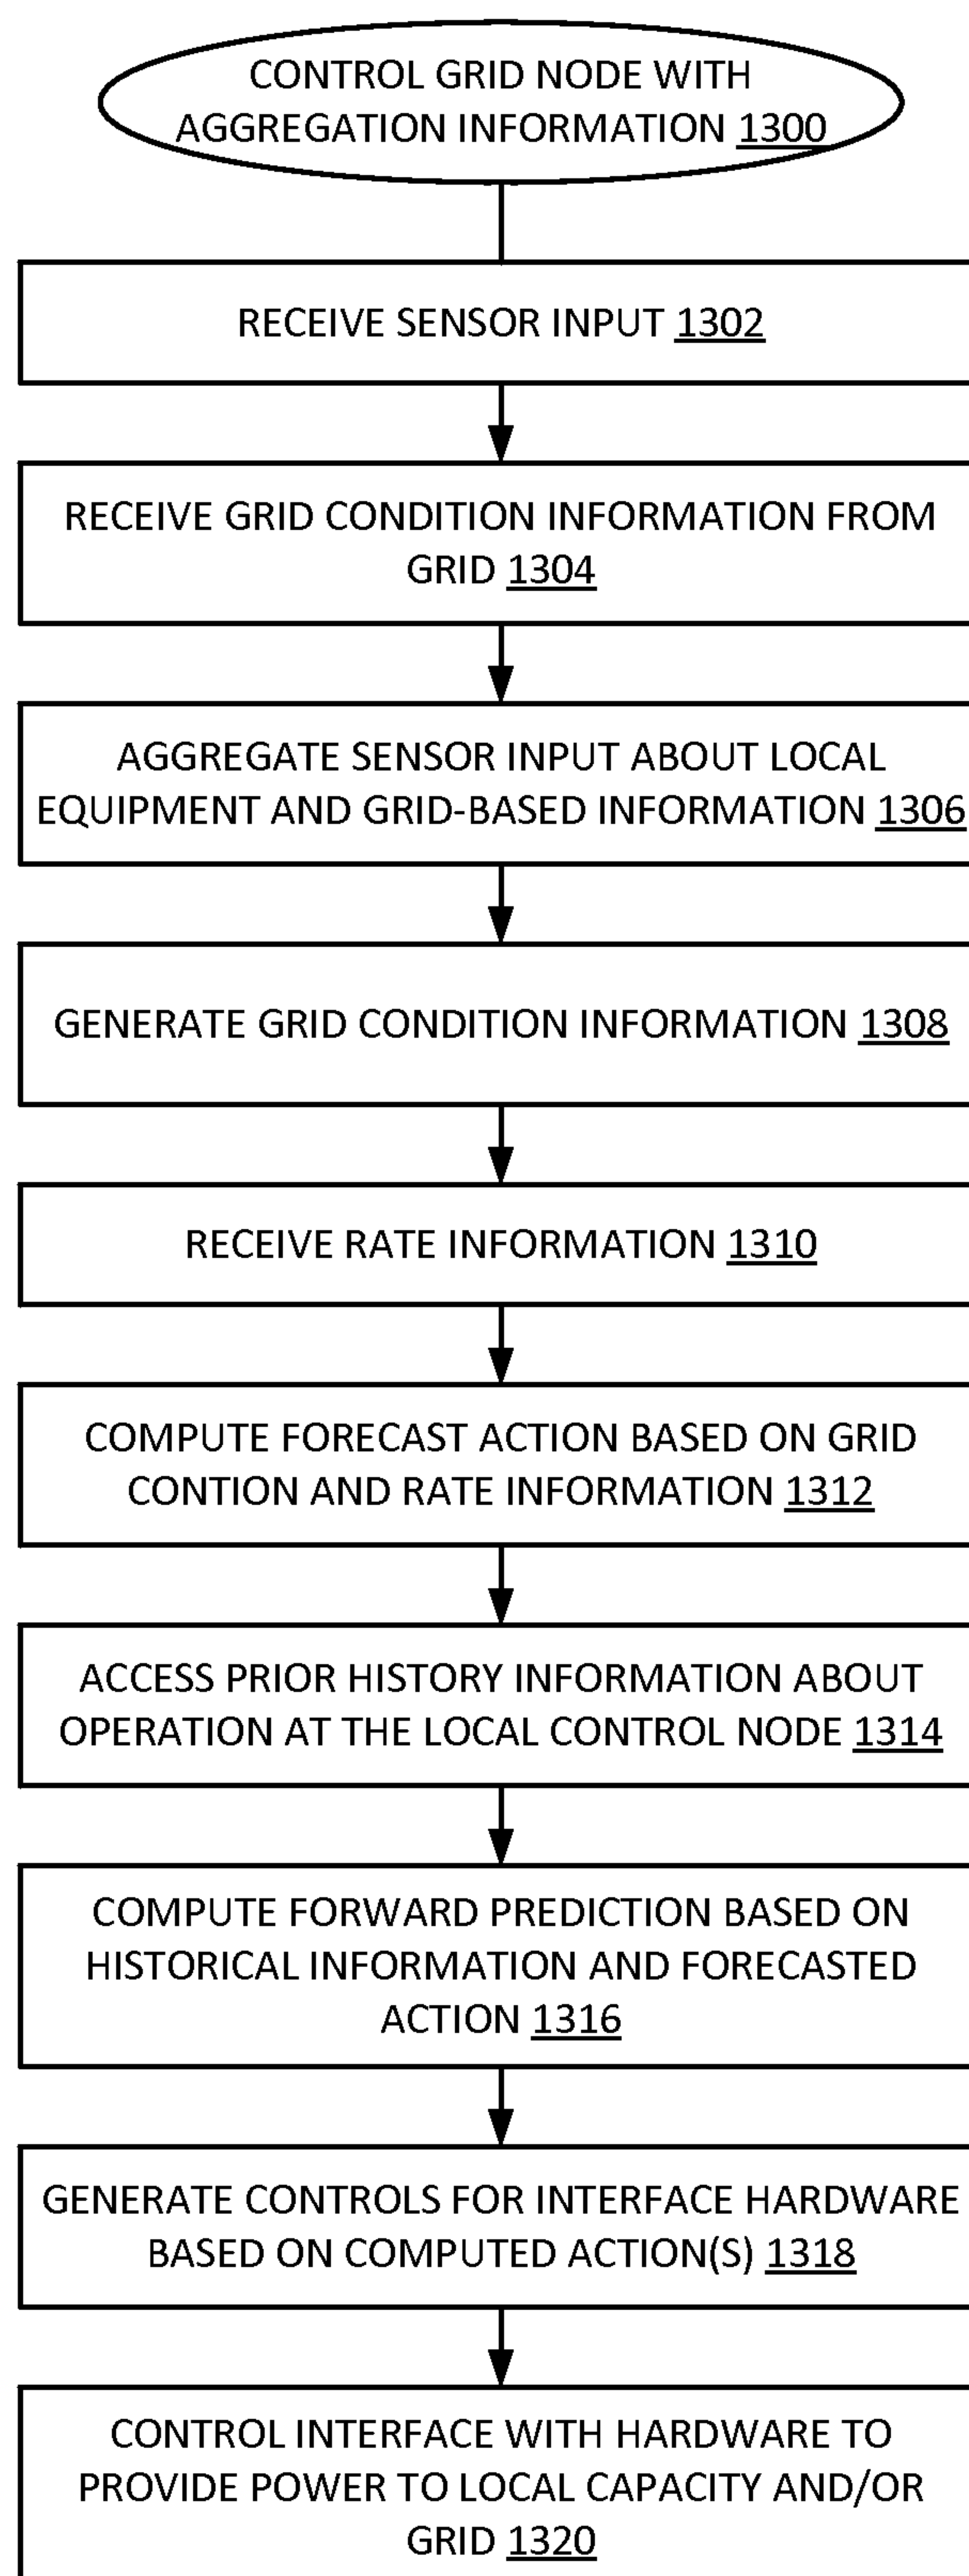 CONTROL GRID NODE WITH
AGGREGATION INFORMATION 1300
RECEIVE SENSOR INPUT 1302
RECEIVE GRID CONDITION INFORMATION FROM
GRID 1304
AGGREGATE SENSOR INPUT ABOUT LOCAL
EQUIPMENT AND GRID-BASED INFORMATION 1306
GENERATE GRID CONDITION INFORMATION 1308
RECEIVE RATE INFORMATION 1310
COMPUTE FORECAST ACTION BASED ON GRID
CONTION AND RATE INFORMATION 1312
ACCESS PRIOR HISTORY INFORMATION ABOUT
OPERATION AT THE LOCAL CONTROL NODE 1314
COMPUTE FORWARD PREDICTION BASED ON
HISTORICAL INFORMATION AND FORECASTED
ACTION 1316
GENERATE CONTROLS FOR INTERFACE HARDWARE
BASED ON COMPUTED ACTION(S) 1318
CONTROL INTERFACE WITH HARDWARE TO
PROVIDE POWER TO LOCAL CAPACITY AND/OR
GRID 1320